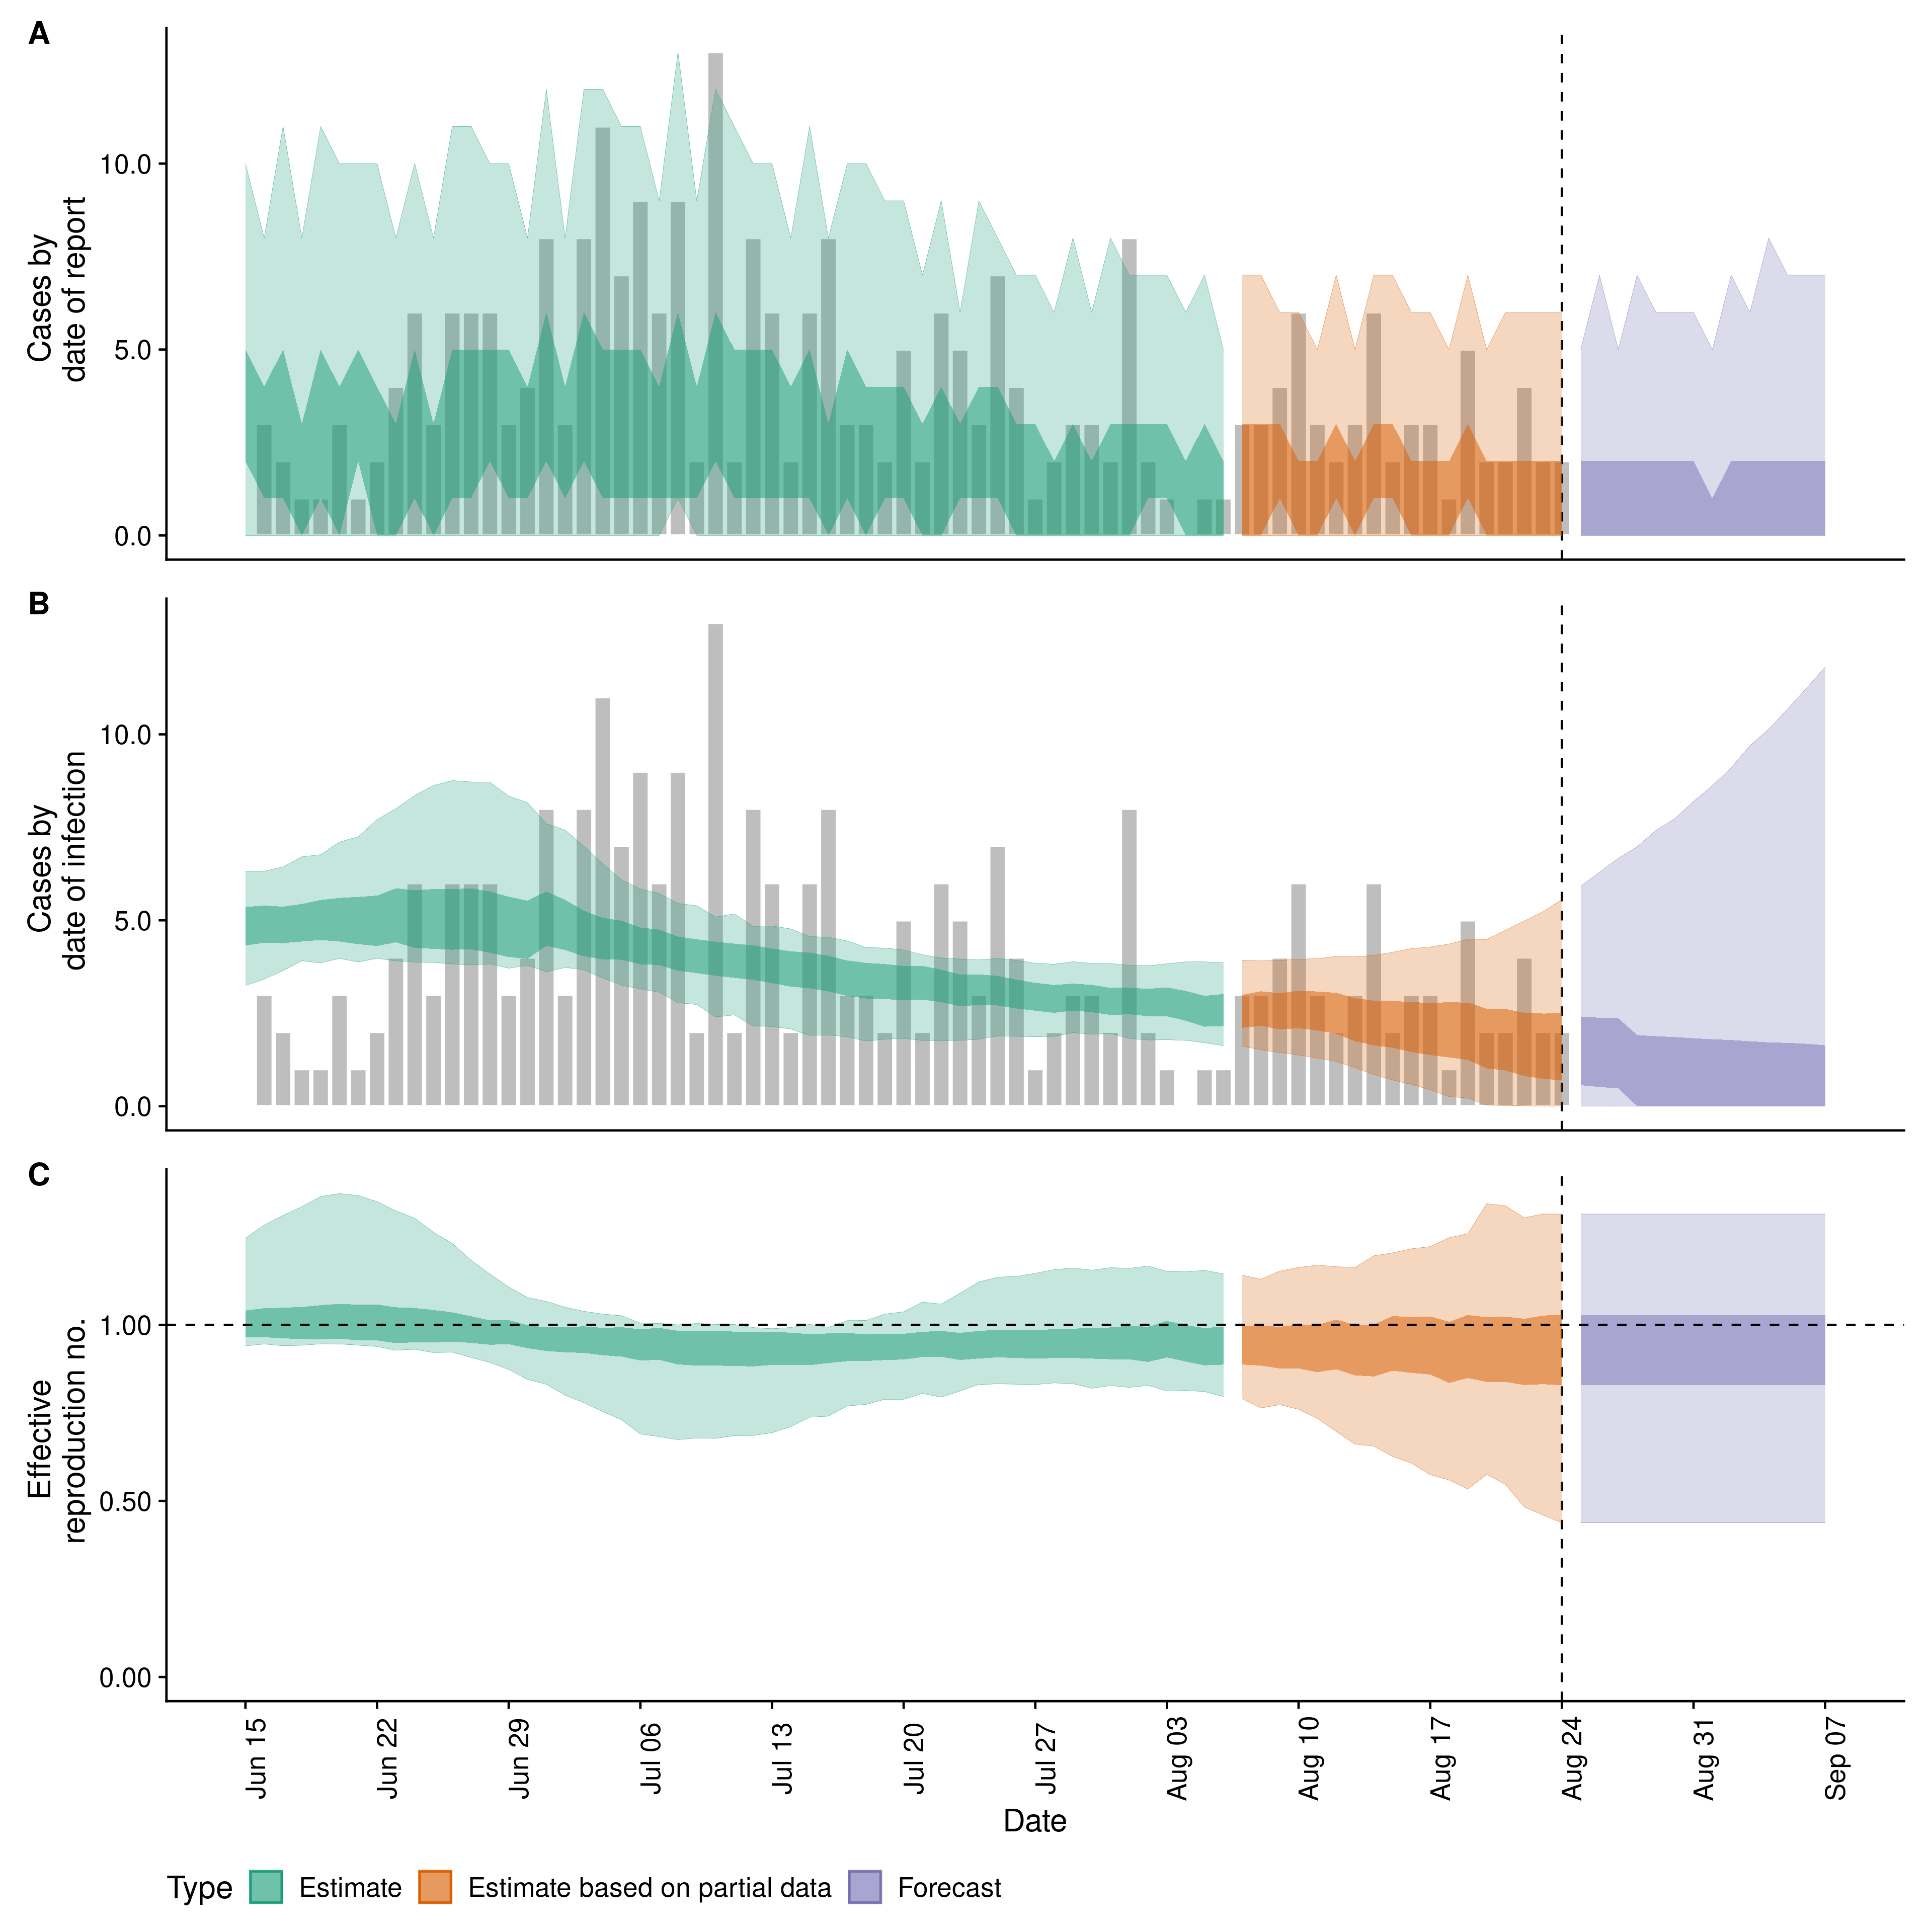 A
Cases by
date of report
10.0
5.0
0.0
B
Cases by
date of infection
10.0
5.0
0.0
C
Effective
reproduction no.
1.00
0.50
0.00
Jun 15
Jun 22
Jun 29
Jul 06
Jul 13
Jul 20
Jul 27
Aug 03
Aug 10
Aug 17
Aug 24
Aug 31
Sep 07
Date
Type
Estimate
Estimate based on partial data
Forecast